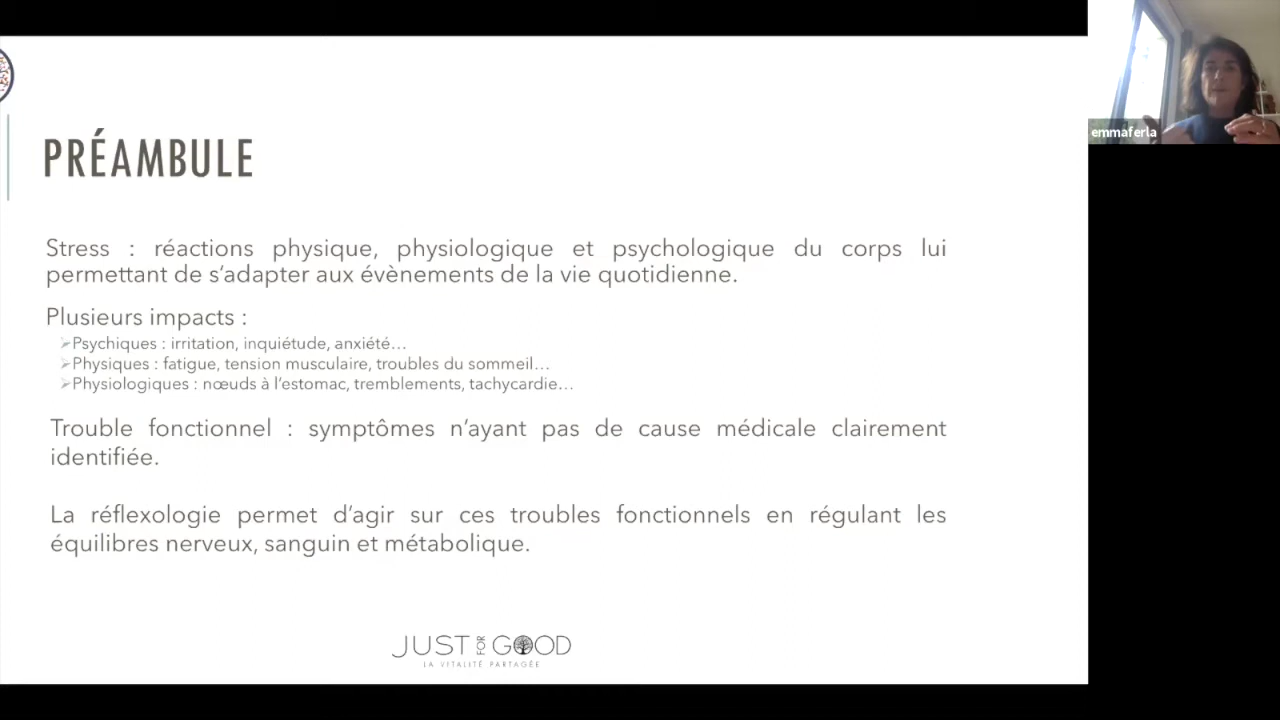 PRÉAMBULE
Stress : réactions physique, physiologique et psychologique du corps lui
permettant de s'adapter aux évènements de la vie quotidienne.
Plusieurs impacts :
➢Psychiques : irritation, inquiétude, anxiété…
➢Physiques : fatigue, tension musculaire, troubles du sommeil…
➢Physiologiques : nœuds à l'estomac, tremblements, tachycardie…
Trouble fonctionnel : symptômes n'ayant pas de cause médicale clairement
identifiée.
La réflexologie permet d'agir sur ces troubles fonctionnels en régulant les
équilibres nerveux, sanguin et métabolique.
JUST FOR GOOD
LA VITALITÉ PARTAGÉE
emmaferla